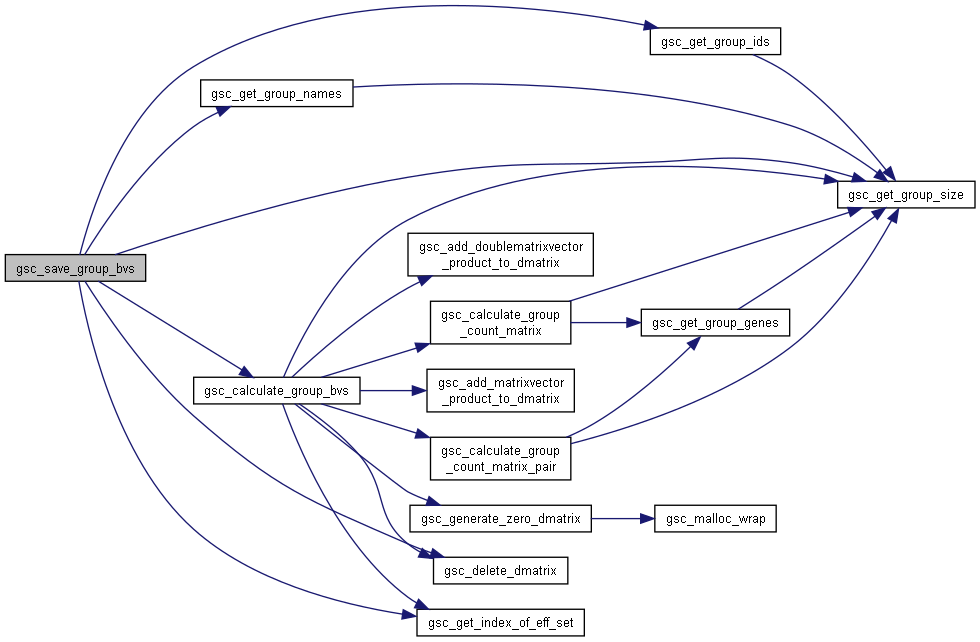 gsc_get_group_ids
gsc_get_group_names
gsc_get_group_size
gsc_add_doublematrixvector
_product_to_dmatrix
gsc_save_group_bvs
gsc_calculate_group
_count_matrix
gsc_get_group_genes
gsc_calculate_group_bvs
gsc_add_matrixvector
_product_to_dmatrix
gsc_calculate_group
_count_matrix_pair
gsc_generate_zero_dmatrix
gsc_malloc_wrap
gsc_delete_dmatrix
gsc_get_index_of_eff_set